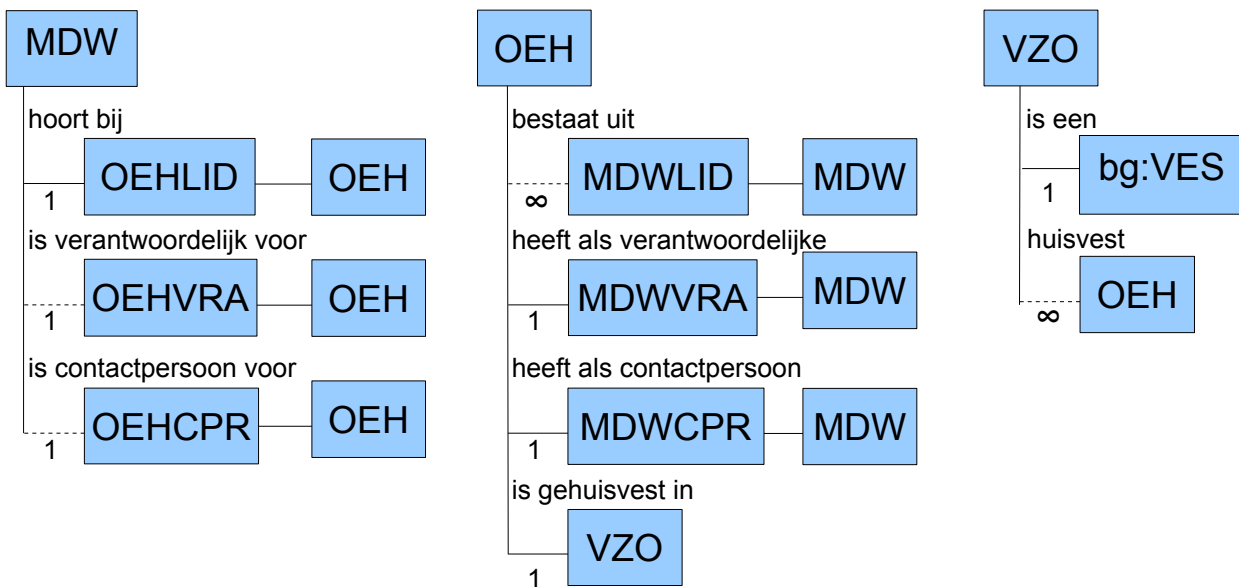 MDW
hoort bij
OEHLID OEH
1
is verantwoordelijk voor
OEHVRA OEH
1
is contactpersoon voor
OEHCPR OEH
1
OEH
bestaat uit
MDWLID MDW
∞
heeft als verantwoordelijke
MDWVRA MDW
1
heeft als contactpersoon
MDWCPR MDW
1
is gehuisvest in
VZO
1
VZO
is een
bg:VES
1
huisvest
OEH
∞